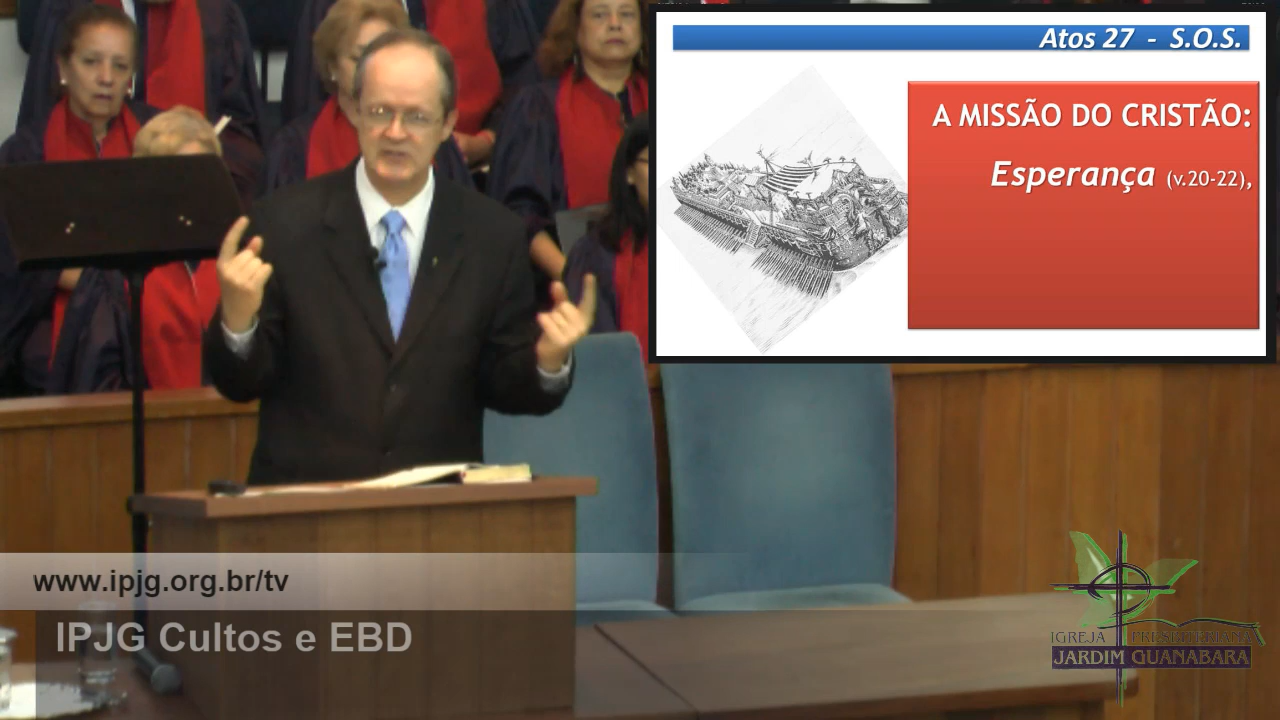 Atos 27 - S.O.S.
A MISSÃO DO CRISTÃO:
Esperança (v.20-22),
www.ipjg.org.br/tv
IPJG Cultos e EBD
IGREJA PRESBITERIANA
JARDIM GUANABARA